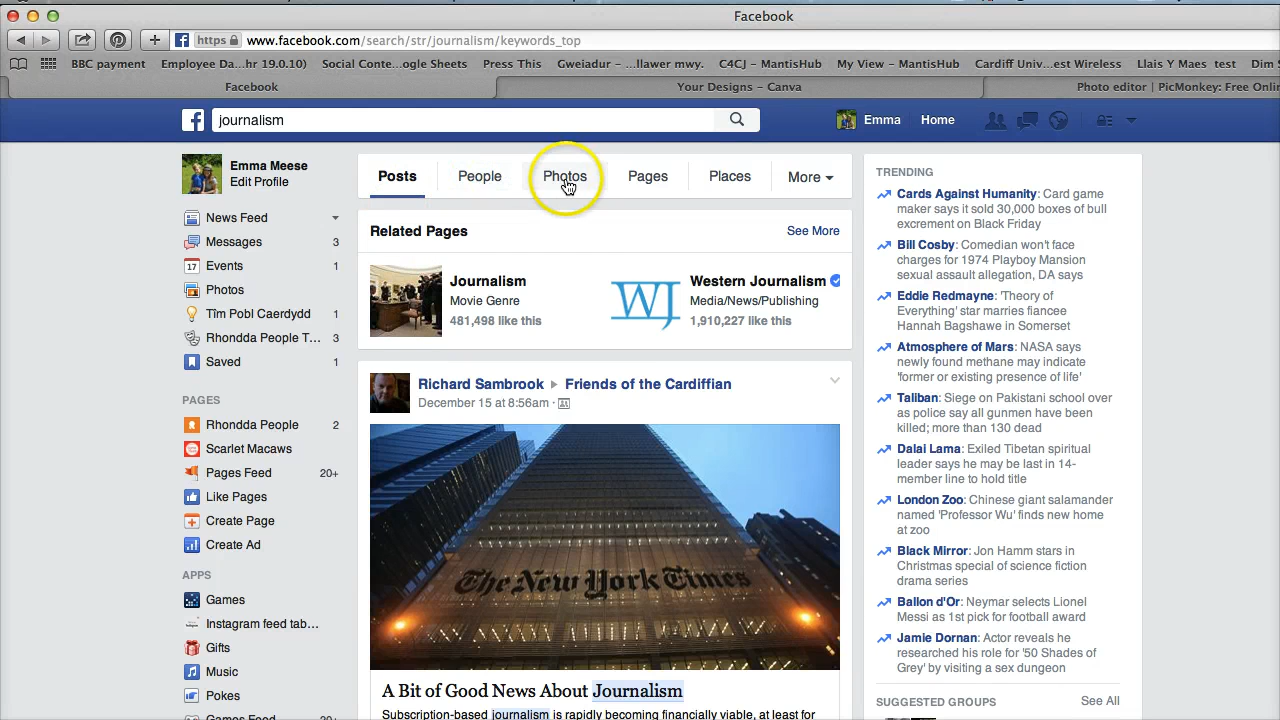 Facebook
https www.facebook.com/search/str/journalism/keywords_top
BBC payment Employee Da...hr 19.0.10) Social Conte...ogle Sheets Press This Gweiadur - ...llawer mwy. C4CJ - MantisHub My View - MantisHub Cardiff Univ...est Wireless Llais Y Maes test Dim S
Facebook Your Designs - Canva Photo editor | PicMonkey: Free Onli
journalism
Emma Home
Emma Meese
Edit Profile
News Feed
Messages 3
17 Events 1
Photos
Tîm Pobl Caerdydd 1
Rhondda People T... 3
Saved 1
PAGES
Rhondda People 2
Scarlet Macaws
Pages Feed 20+
Like Pages
Create Page
Create Ad
APPS
Games
Instagram feed tab...
Gifts
Music
Pokes
Games Feed 20+
Posts People Photos Pages Places More
Related Pages See More
Journalism
Movie Genre
481,498 like this
WJ
Western Journalism
Media/News/Publishing
1,910,227 like this
Richard Sambrook Friends of the Cardiffian
December 15 at 8:56am ·
The New York Times
A Bit of Good News About Journalism
Subscription-based journalism is rapidly becoming financially viable, at least for
TRENDING
Cards Against Humanity: Card game
maker says it sold 30,000 boxes of bull
excrement on Black Friday
Bill Cosby: Comedian won't face
charges for 1974 Playboy Mansion
sexual assault allegation, DA says
Eddie Redmayne: 'Theory of
Everything' star marries fiancee
Hannah Bagshawe in Somerset
Atmosphere of Mars: NASA says
newly found methane may indicate
'former or existing presence of life'
Taliban: Siege on Pakistani school over
as police say all gunmen have been
killed; more than 130 dead
Dalai Lama: Exiled Tibetan spiritual
leader says he may be last in 14-
member line to hold title
London Zoo: Chinese giant salamander
named 'Professor Wu' finds new home
at zoo
Black Mirror: Jon Hamm stars in
Christmas special of science fiction
drama series
Ballon d'Or: Neymar selects Lionel
Messi as 1st pick for football award
Jamie Dornan: Actor reveals he
researched his role for '50 Shades of
Grey' by visiting a sex dungeon
SUGGESTED GROUPS See All